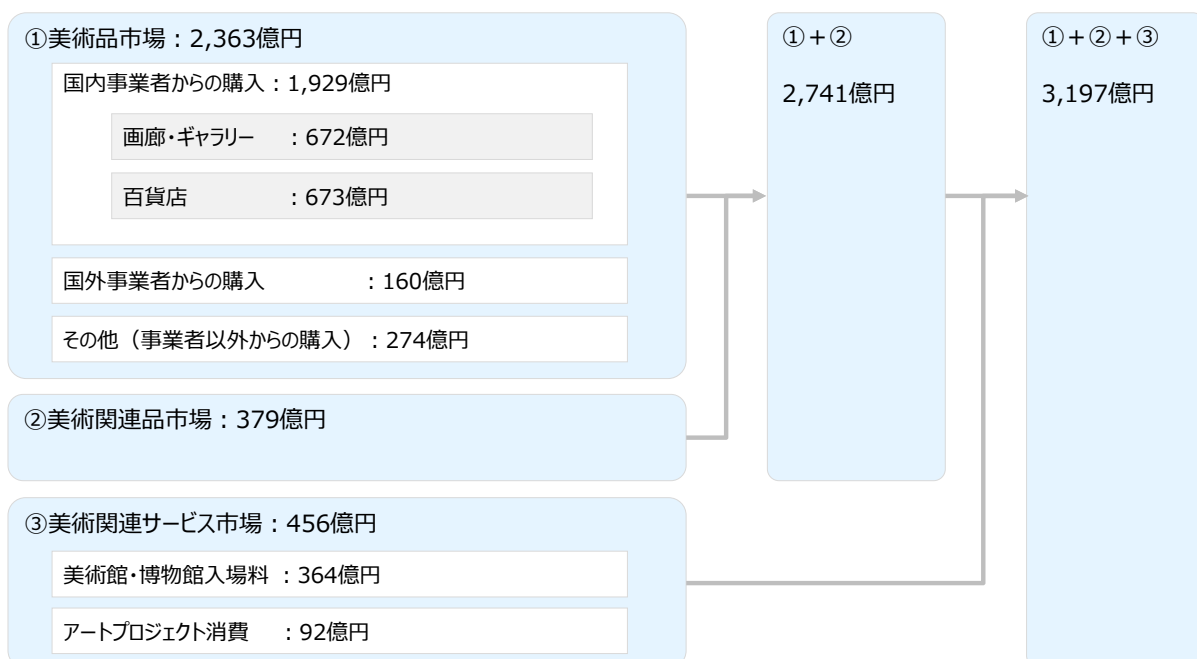 ①美術品市場：2,363億円
国内事業者からの購入：1,929億円
画廊・ギャラリー　：672億円
百貨店　：673億円
国外事業者からの購入　：160億円
その他（事業者以外からの購入）：274億円
②美術関連品市場：379億円
③美術関連サービス市場：456億円
美術館・博物館入場料 ：364億円
アートプロジェクト消費　：92億円
①+②
2,741億円
①+②+③
3,197億円